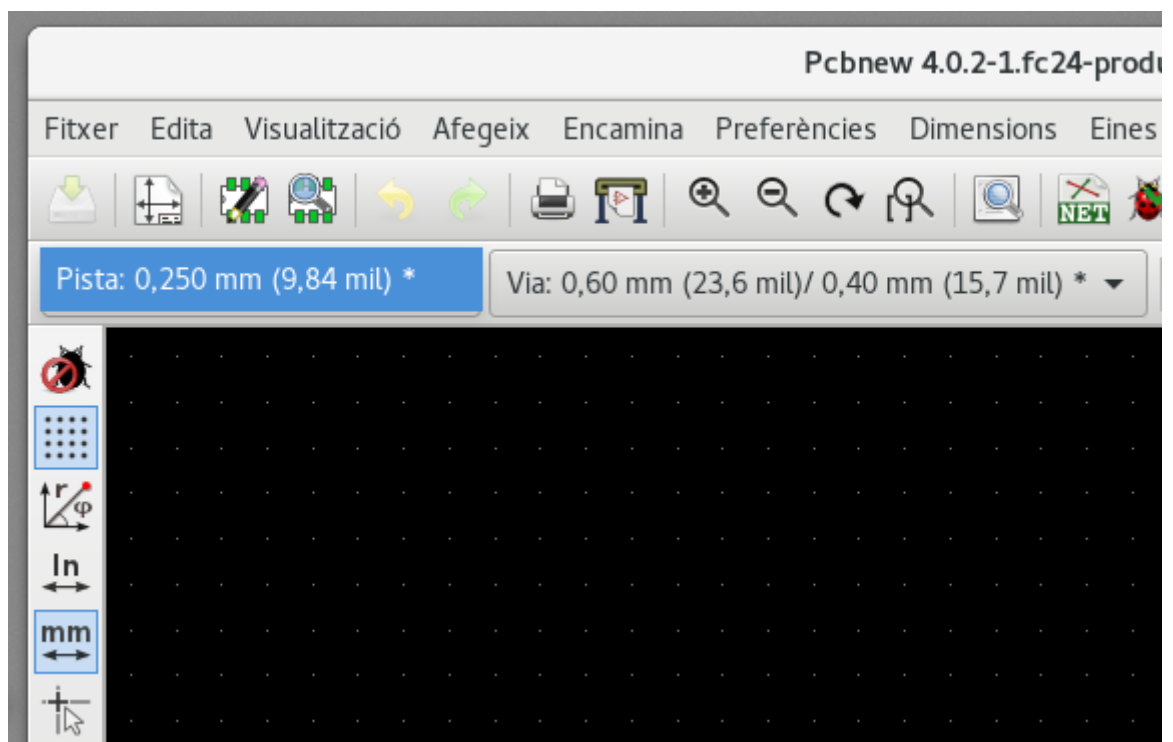 Pcbnew 4.0.2-1.fc24-produ
Fitxer Edita Visualització Afegeix Encamina Preferències Dimensions Eines
NET
Pista: 0,250 mm (9,84 mil) * Via: 0,60 mm (23,6 mil)/ 0,40 mm (15,7 mil) *
r
φ
In
mm